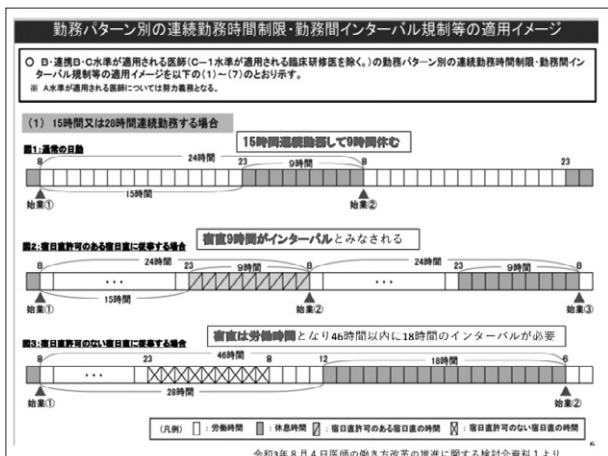 勤務パターン別の連続勤務時間制限・勤務間インターバル規制等の適用イメージ
○ B・連携B・C水準が適用される医師(C-1水準が適用される臨床研修医を除く。)の勤務パターン別の連続勤務時間制限・勤務間インターバル規制等の適用イメージを以下の(1)~(7)のとおり示す。
※ A水準が適用される医師については努力義務となる。
(1) 15時間又は28時間連続勤務する場合
15時間連続勤務して9時間休む
図1:通常の日勤
8 24時間 23 9時間 8 23
15時間
始業① 始業②
宿直9時間がインターバルとみなされる
図2:宿日直許可のある宿日直に従事する場合
8 24時間 23 9時間 8 24時間 23 9時間 8
・・・ ・・・
15時間
始業① 始業② 始業③
宿直は労働時間となり46時間以内に18時間のインターバルが必要
図3:宿日直許可のない宿日直に従事する場合
8 23 46時間 8 12 18時間 6
・・・
28時間
始業① 始業②
(凡例) :労働時間 :休息時間 :宿日直許可のある宿日直の時間 :宿日直許可のない宿日直の時間
令和3年8月4日医師の働き方改革の推進に関する検討会資料1より